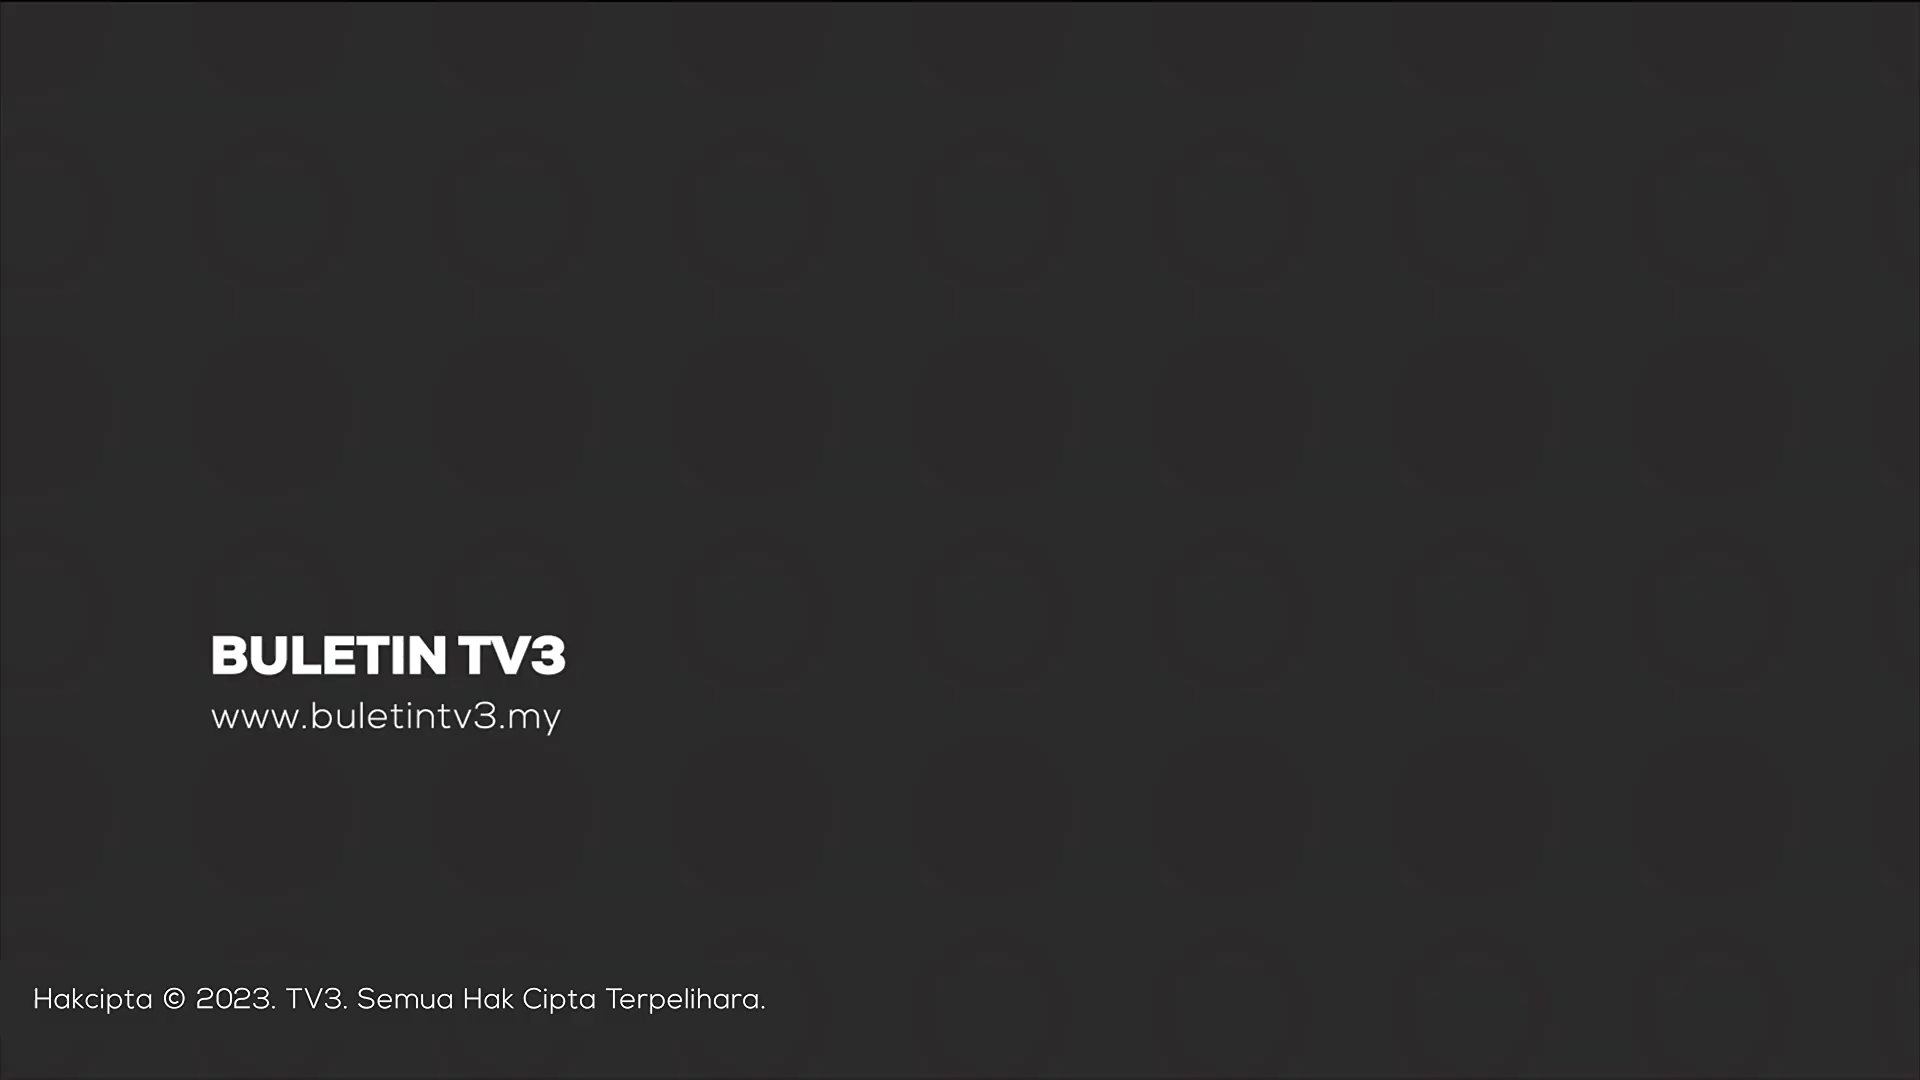 BULETIN TV3
www.buletintv3.my
Hakcipta © 2023. TV3. Semua Hak Cipta Terpelihara.